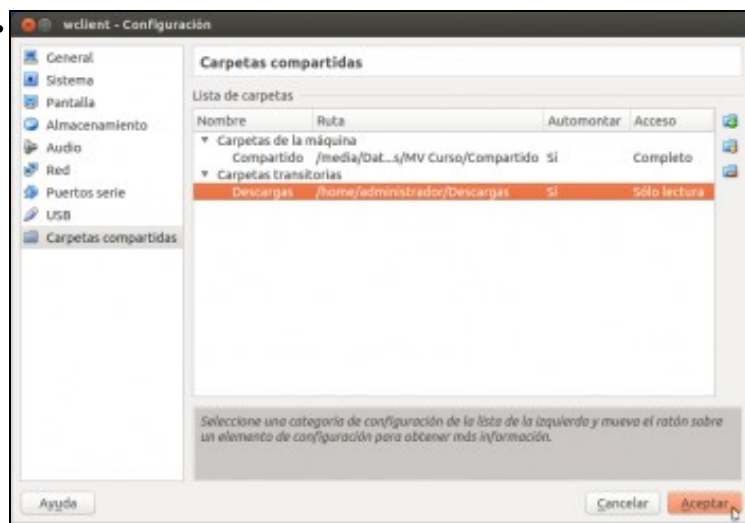 wclient - Configuración
General
Sistema
Pantalla
Almacenamiento
Audio
Red
Puertos serie
USB
Carpetas compartidas
Carpetas compartidas
Lista de carpetas
Nombre Ruta Automontar Acceso
Carpetas de la máquina
Compartido /media/Dat...s/MV Curso/Compartido Sí Completo
Carpetas transitorias
Descargas /home/administrador/Descargas Sí Sólo lectura
Seleccione una categoría de configuración de la lista de la izquierda y mueva el ratón sobre
un elemento de configuración para obtener más información.
Ayuda
Cancelar Aceptar